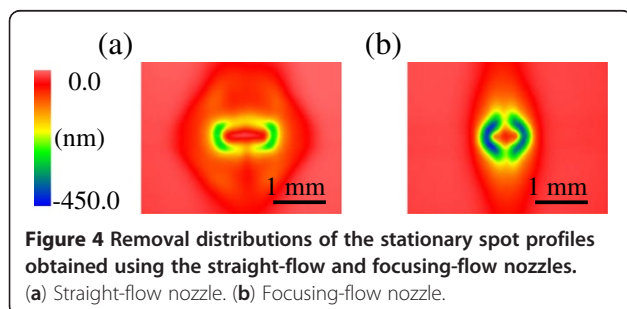 (a)
(b)
0.0
(nm)
-450.0
1 mm
1 mm
Figure 4 Removal distributions of the stationary spot profiles
obtained using the straight-flow and focusing-flow nozzles.
(a) Straight-flow nozzle. (b) Focusing-flow nozzle.